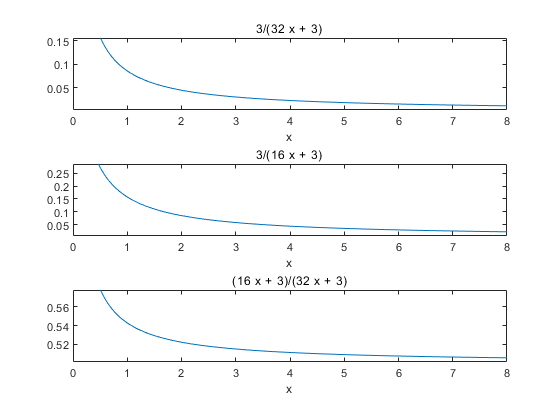 3/(32 x + 3)
0.15
0.1
0.05
0 1 2 3 4 5 6 7 8
x
3/(16 x + 3)
0.25
0.2
0.15
0.1
0.05
0 1 2 3 4 5 6 7 8
x
(16 x + 3)/(32 x + 3)
0.56
0.54
0.52
0 1 2 3 4 5 6 7 8
x